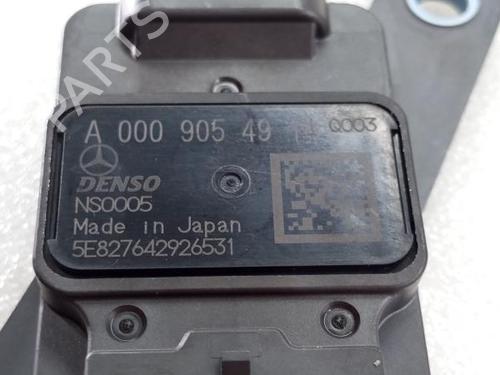 A 000 905 49
Q003
DENSO
NS0005
Made in Japan
5E827642926531
PARTS